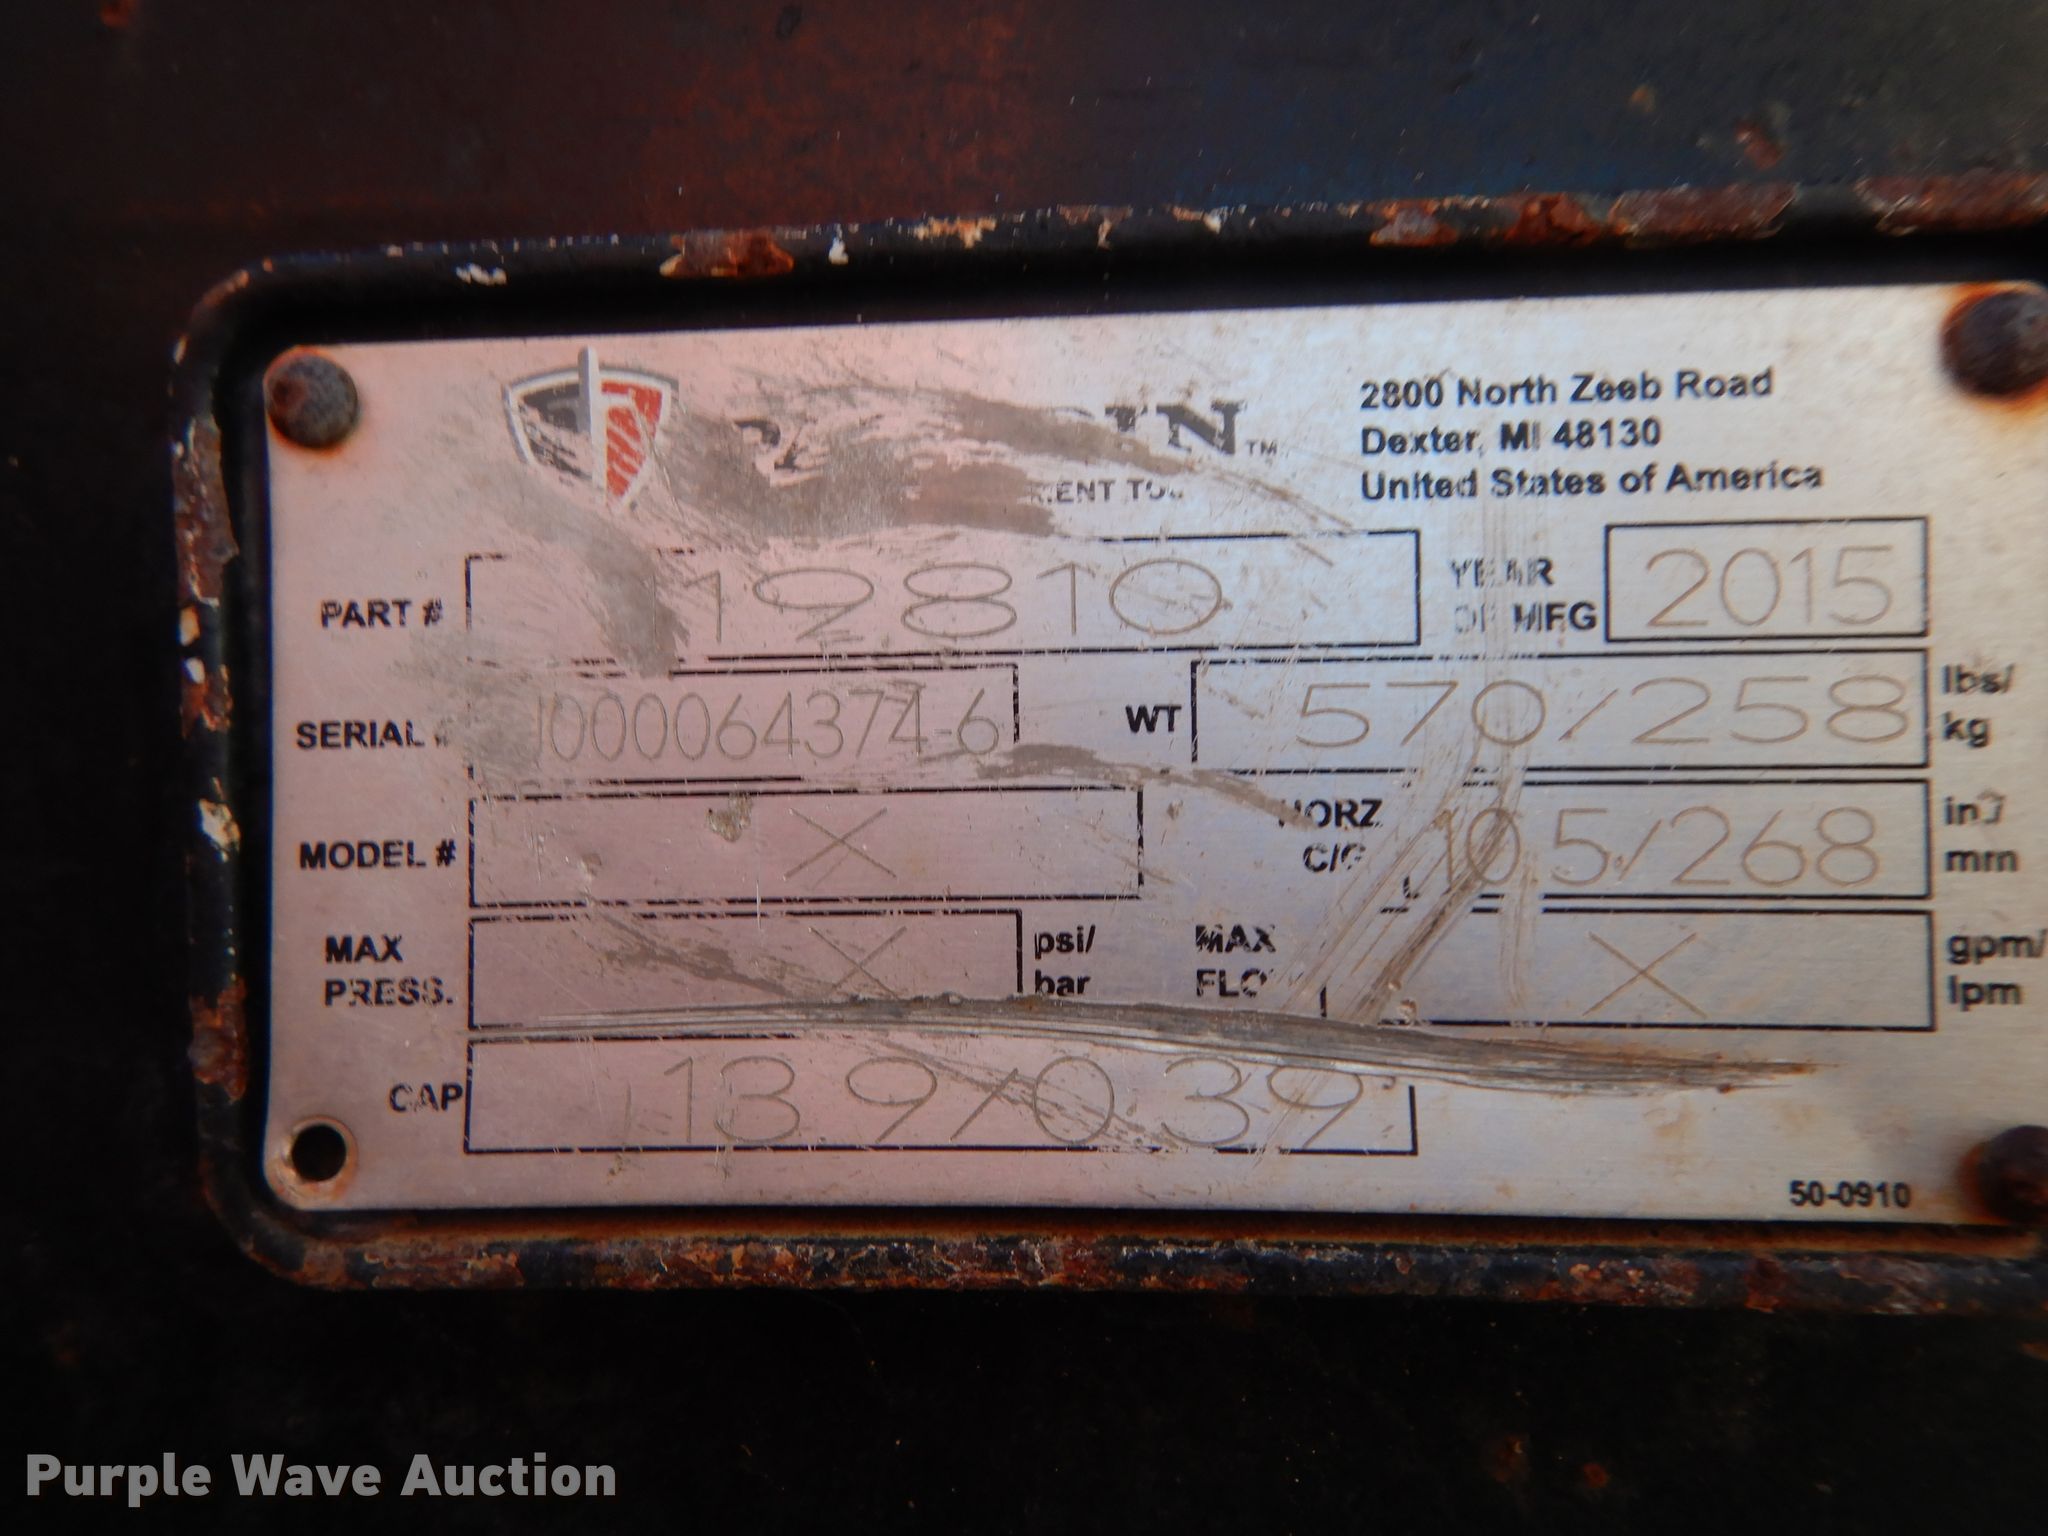 2800 North Zeeb Road
Dexter, MI 48130
United States of America
PART # 119810
YEAR OF MFG 2015
SERIAL # 000064374-6
WT 570/258 lbs/kg
MODEL # X
HORZ C/G 10.5/268 in./mm
MAX PRESS. X psi/bar
MAX FLOW X gpm/lpm
CAP 13.9/0.39
50-0910
Purple Wave Auction